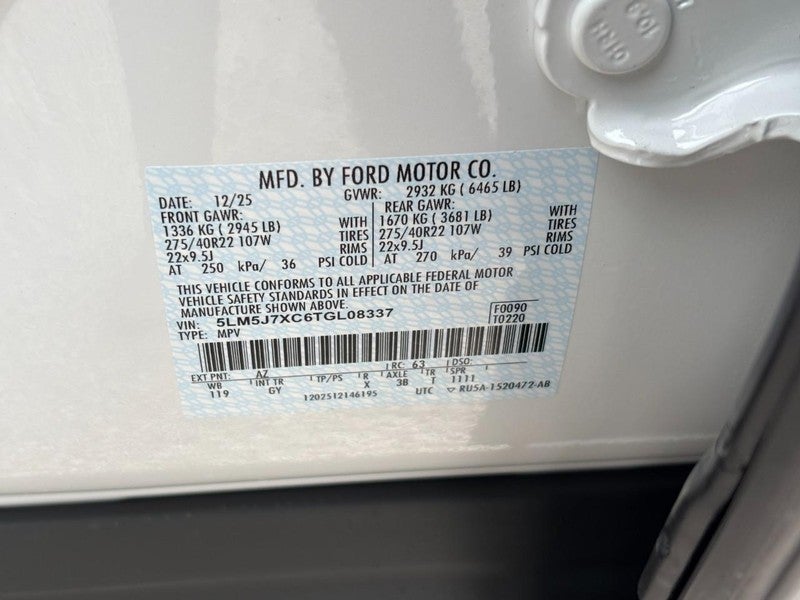 MFD. BY FORD MOTOR CO.
DATE: 12/25 GVWR: 2932 KG ( 6465 LB)
FRONT GAWR: REAR GAWR:
1336 KG ( 2945 LB) WITH 1670 KG ( 3681 LB) WITH
275/40R22 107W TIRES 275/40R22 107W TIRES
22x9.5J RIMS 22x9.5J RIMS
AT 250 kPa/ 36 PSI COLD AT 270 kPa/ 39 PSI COLD
THIS VEHICLE CONFORMS TO ALL APPLICABLE FEDERAL MOTOR
VEHICLE SAFETY STANDARDS IN EFFECT ON THE DATE OF
MANUFACTURE SHOWN ABOVE.
VIN: 5LM5J7XC6TGL08337 F0090
TYPE: MPV T0220
EXT PNT: AZ RC: 63 DSO:
WB INT TR TP/PS R AXLE TR SPR
119 GY X 38 T 1111
1202512146195 UTC RU5A-1520472-AB